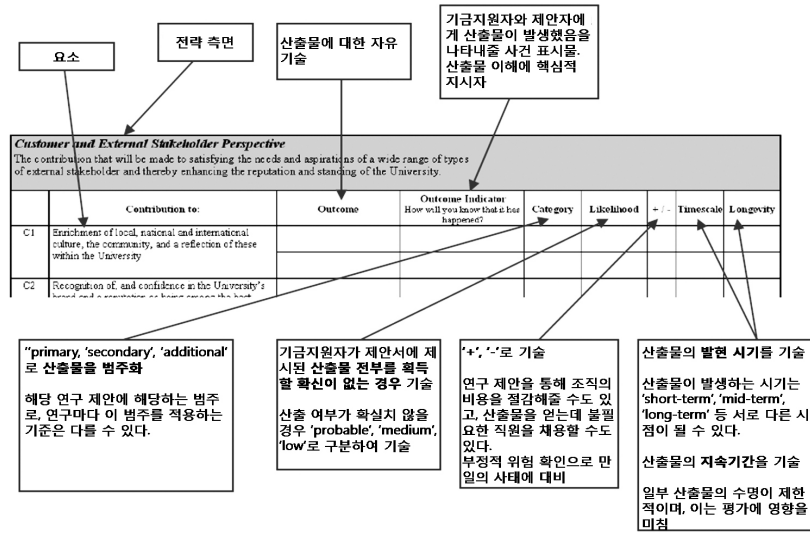 요소
전략 측면
산출물에 대한 자유
기술
기금지원자와 제안자에
게 산출물이 발생했음을
나타내줄 사건 표시물.
산출물 이해에 핵심적
지시자
Customer and External Stakeholder Perspective
The contribution that will be made to satisfying the needs and aspirations of a wide range of types
of external stakeholder and thereby enhancing the reputation and standing of the University.
Contribution to:
Outcome
Outcome Indicator
How will you know that it has
happened?
Category
Likelihood
+ / -
Timescale
Longevity
C1
Enrichment of local, national and international
culture, the community, and a reflection of these
within the University
C2
Recognition of, and confidence in the University's
brand and a reputation as being among the best
"primary, 'secondary', 'additional'
로 산출물을 범주화
해당 연구 제안에 해당하는 범주
로, 연구마다 이 범주를 적용하는
기준은 다를 수 있다.
기금지원자가 제안서에 제
시된 산출물 전부를 획득
할 확신이 없는 경우 기술
산출 여부가 확실치 않을
경우 'probable', 'medium',
'low'로 구분하여 기술
'+', '-'로 기술
연구 제안을 통해 조직의
비용을 절감해줄 수도 있
고, 산출물을 얻는데 불필
요한 직원을 채용할 수도
있다.
부정적 위험 확인으로 만
일의 사태에 대비
산출물의 발현 시기를 기술
산출물이 발생하는 시기는
'short-term', 'mid-term',
'long-term' 등 서로 다른 시
점이 될 수 있다.
산출물의 지속기간을 기술
일부 산출물의 수명이 제한
적이며, 이는 평가에 영향을
미침